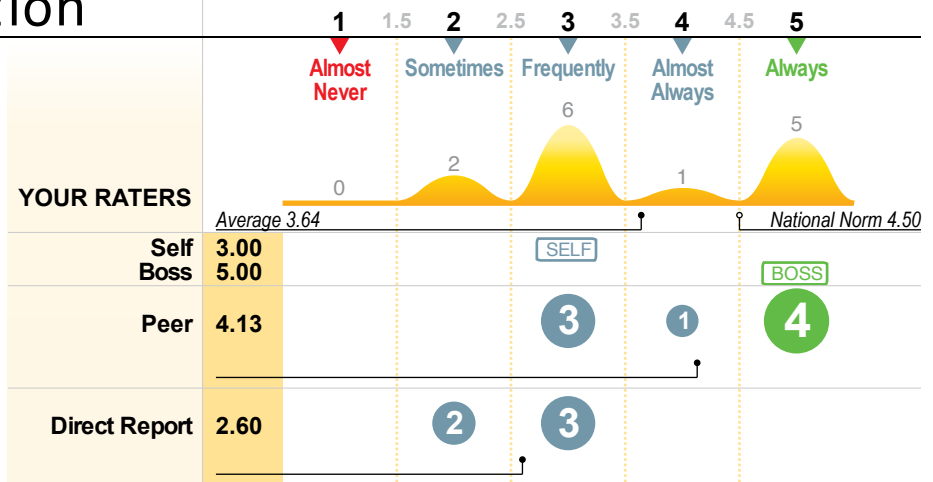 1 1.5 2 2.5 3 3.5 4 4.5 5
Almost Never Sometimes Frequently Almost Always Always
0 2 6 1 5
YOUR RATERS
Average 3.64 National Norm 4.50
Self 3.00 SELF
Boss 5.00 BOSS
Peer 4.13 3 1 4
Direct Report 2.60 2 3